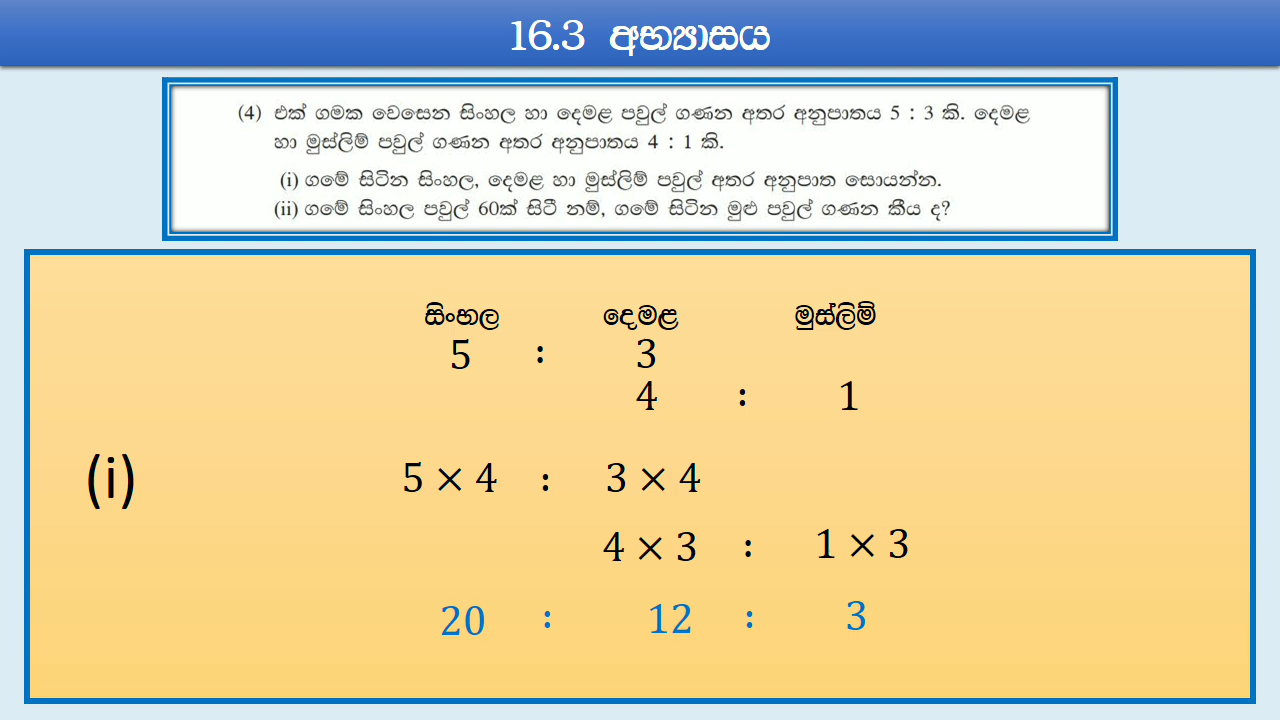 16.3 අභ්‍යාසය
(4) එක් ගමක වෙසෙන සිංහල හා දෙමළ පවුල් ගණන අතර අනුපාතය 5 : 3 කි. දෙමළ
හා මුස්ලිම් පවුල් ගණන අතර අනුපාතය 4 : 1 කි.
(i) ගමේ සිටින සිංහල, දෙමළ හා මුස්ලිම් පවුල් අතර අනුපාත සොයන්න.
(ii) ගමේ සිංහල පවුල් 60ක් සිටී නම්, ගමේ සිටින මුළු පවුල් ගණන කීය ද?
සිංහල දෙමළ මුස්ලිම්
5 : 3
4 : 1
(i) 5 × 4 : 3 × 4
4 × 3 : 1 × 3
20 : 12 : 3